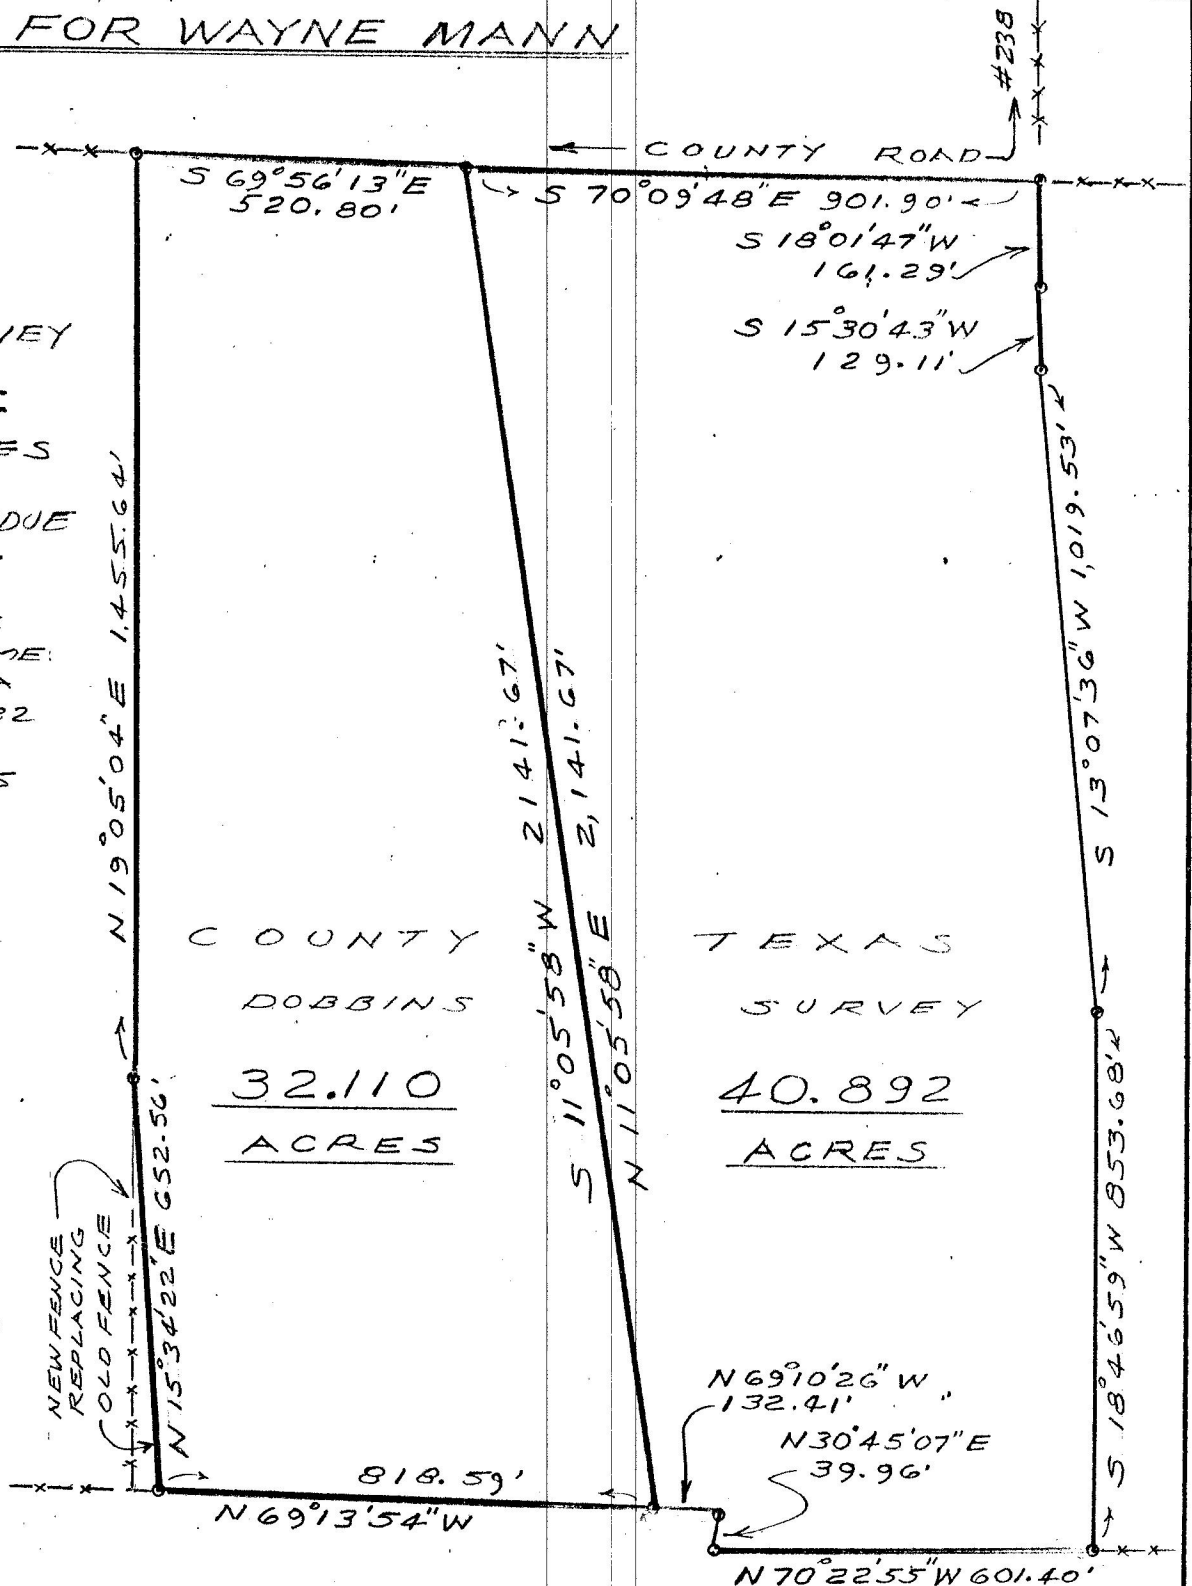 FOR WAYNE MANN
#238
COUNTY ROAD
S 69°56'13"E
520.80'
S 70°09'48"E 901.90'
S 18°01'47"W
161.29'
S 15°30'43"W
129.11'
DUE
N 19°05'04"E 1,455.64'
2141.67'
2,141.67'
S 11°05'58"W
N 11°05'58"E
S 13°07'36"W 1,019.53'
COUNTY
TEXAS
DOBBINS
SURVEY
32.110
ACRES
40.892
ACRES
S 18°46'59"W 853.68'
N 15°34'22"E 652.56'
NEW FENCE
REPLACING
OLD FENCE
N 69°10'26"W
132.41'
N 30°45'07"E
39.96'
818.59'
N 69°13'54"W
N 70°22'55"W 601.40'